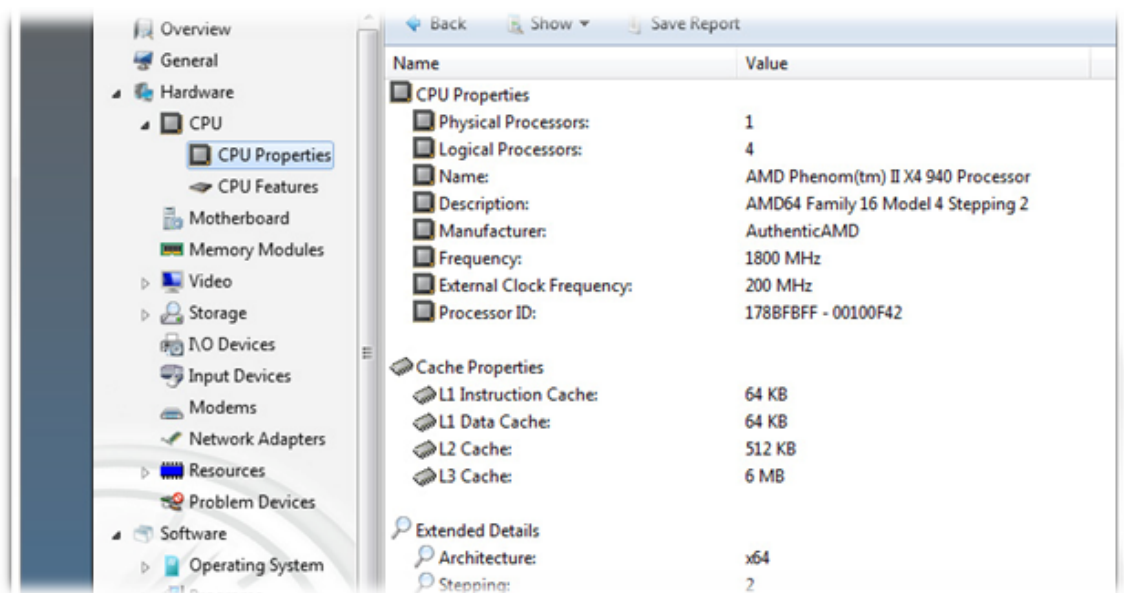 Overview
General
Hardware
CPU
CPU Properties
CPU Features
Motherboard
Memory Modules
Video
Storage
I\O Devices
Input Devices
Modems
Network Adapters
Resources
Problem Devices
Software
Operating System
Back Show Save Report
Name Value
CPU Properties
Physical Processors: 1
Logical Processors: 4
Name: AMD Phenom(tm) II X4 940 Processor
Description: AMD64 Family 16 Model 4 Stepping 2
Manufacturer: AuthenticAMD
Frequency: 1800 MHz
External Clock Frequency: 200 MHz
Processor ID: 178BFBFF - 00100F42
Cache Properties
L1 Instruction Cache: 64 KB
L1 Data Cache: 64 KB
L2 Cache: 512 KB
L3 Cache: 6 MB
Extended Details
Architecture: x64
Stepping: 2